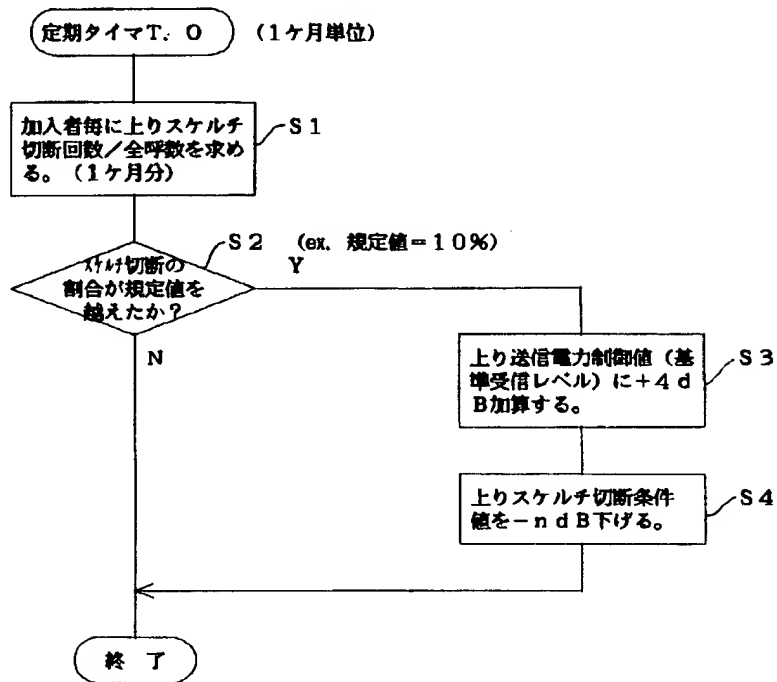 定期タイマT．O （1ケ月単位）
加入者毎に上りスケルチ
切断回数／全呼数を求め
る。（1ケ月分）
S1
S2 (ex. 規定値＝10%)
スケルチ切断の
割合が規定値を
越えたか？
Y
N
上り送信電力制御値（基
準受信レベル）に＋4d
B加算する。
S3
上りスケルチ切断条件
値を－ndB下げる。
S4
終 了